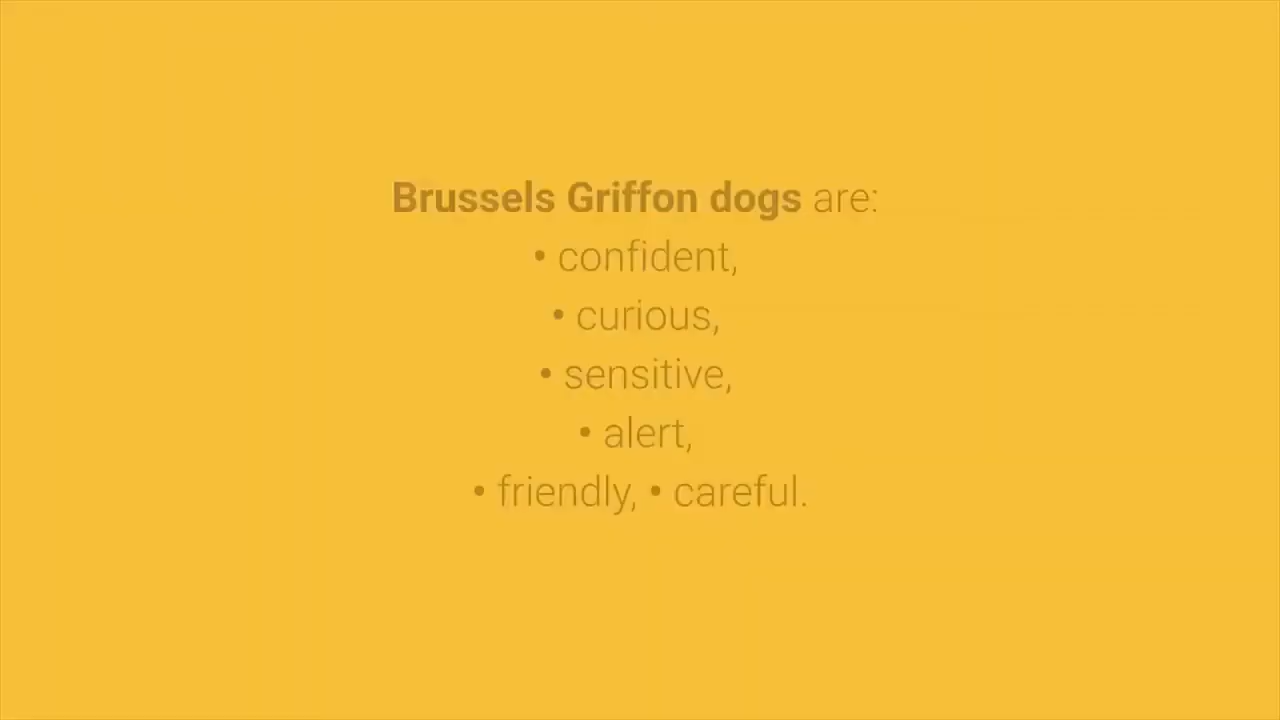 Brussels Griffon dogs are:
• confident,
• curious,
• sensitive,
• alert,
• friendly, • careful.